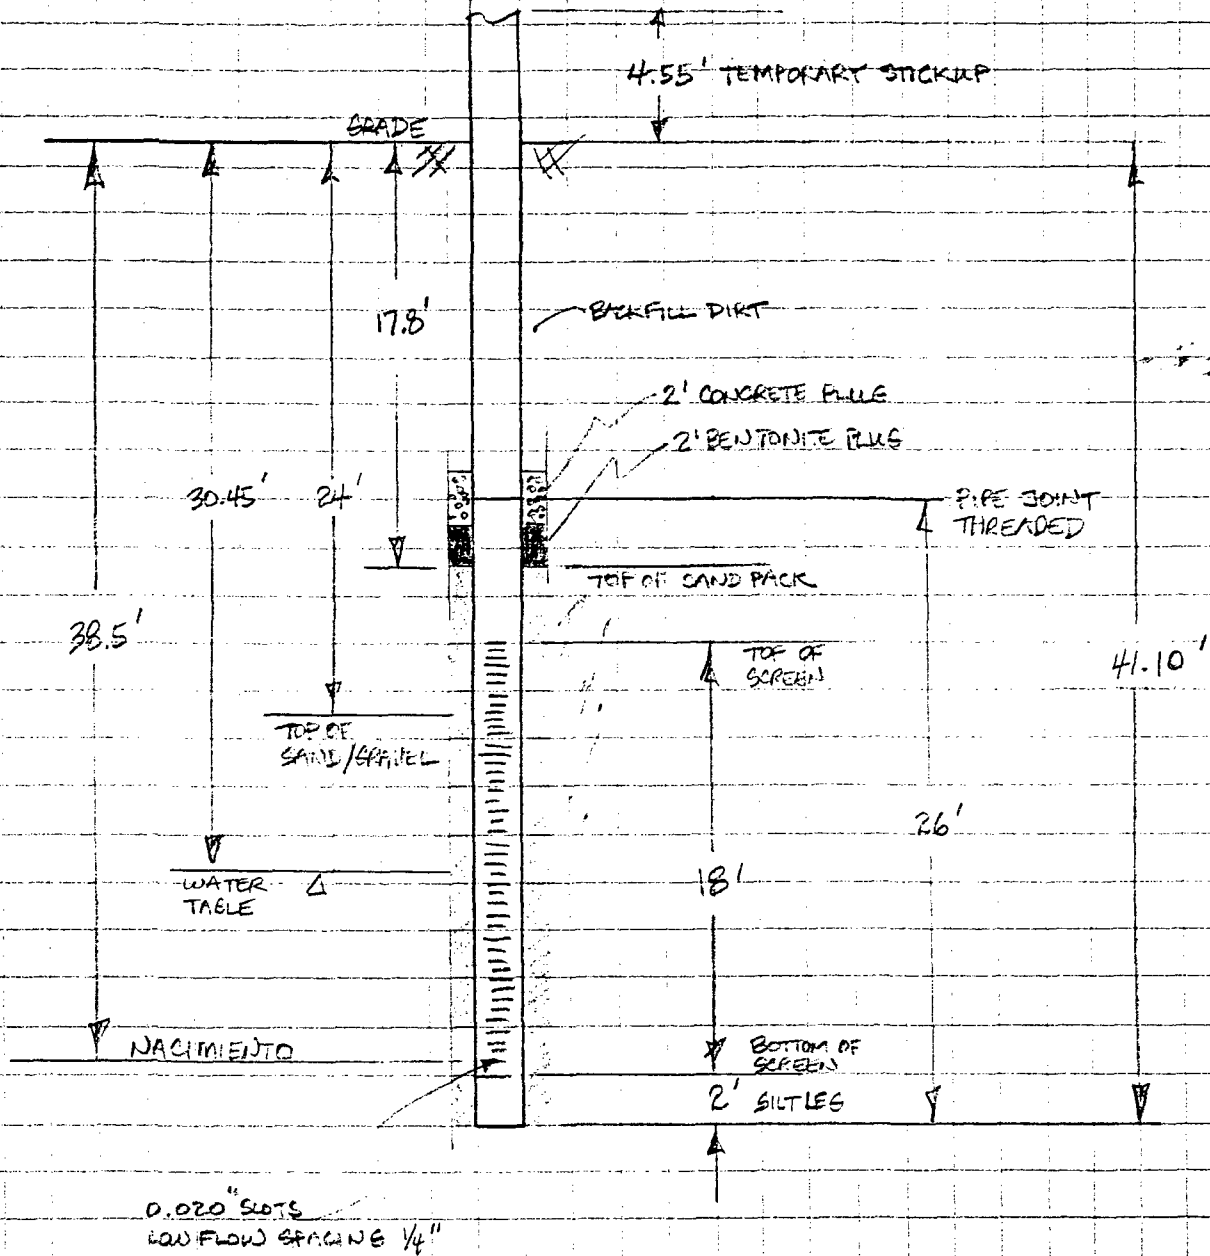 4.55' TEMPORARY STICKUP
GRADE
17.8'
BACKFILL DIRT
2' CONCRETE PLUG
2' BENTONITE PLUG
30.45'
24'
PIPE JOINT
THREADED
TOP OF SAND PACK
38.5'
TOP OF
SCREEN
41.10'
TOP OF
SAND/GRAVEL
26'
18'
WATER
TABLE
NACIMIENTO
BOTTOM OF
SCREEN
2' SILTLEG
0.020" SLOTS
LOW FLOW SPACING 1/4"